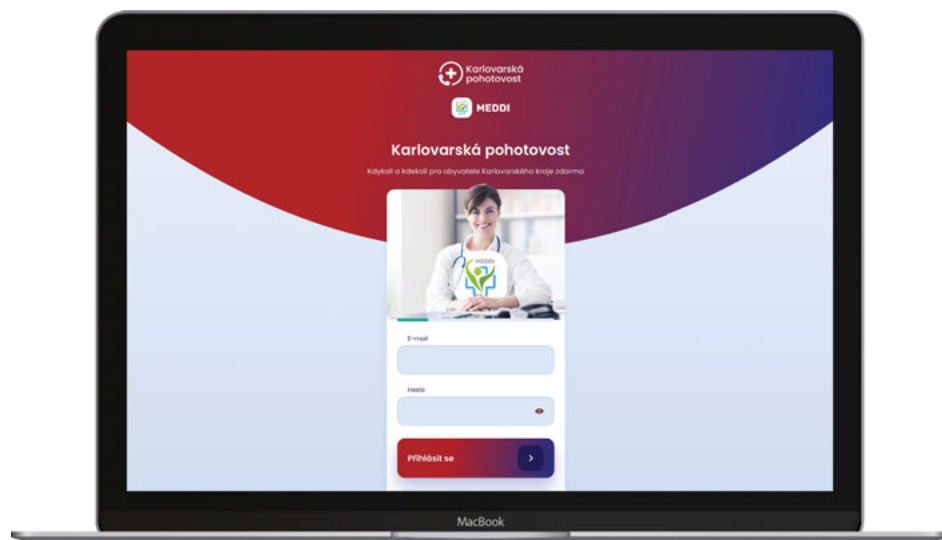 Karlovarská
pohotovost
MEDDI
Karlovarská pohotovost
Kdykoli a kdekoli pro obyvatele Karlovarského kraje zdarma
MEDDI
E-mail
Heslo
Přihlásit se
MacBook